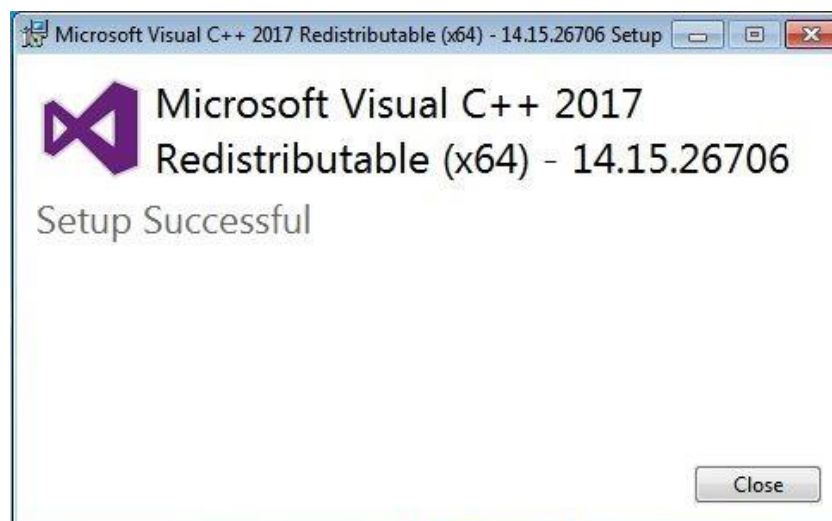 Microsoft Visual C++ 2017 Redistributable (x64) - 14.15.26706 Setup
Microsoft Visual C++ 2017
Redistributable (x64) - 14.15.26706
Setup Successful
Close